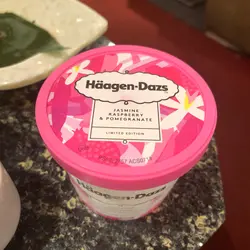 Häagen-Dazs
JASMINE
RASPBERRY
& POMEGRANATE
LIMITED EDITION
Häagen-Dazs